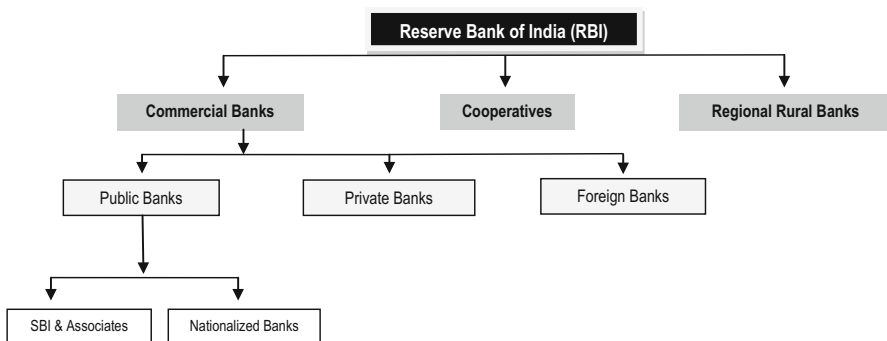 Reserve Bank of India (RBI)
Commercial Banks
Cooperatives
Regional Rural Banks
Public Banks
Private Banks
Foreign Banks
SBI & Associates
Nationalized Banks